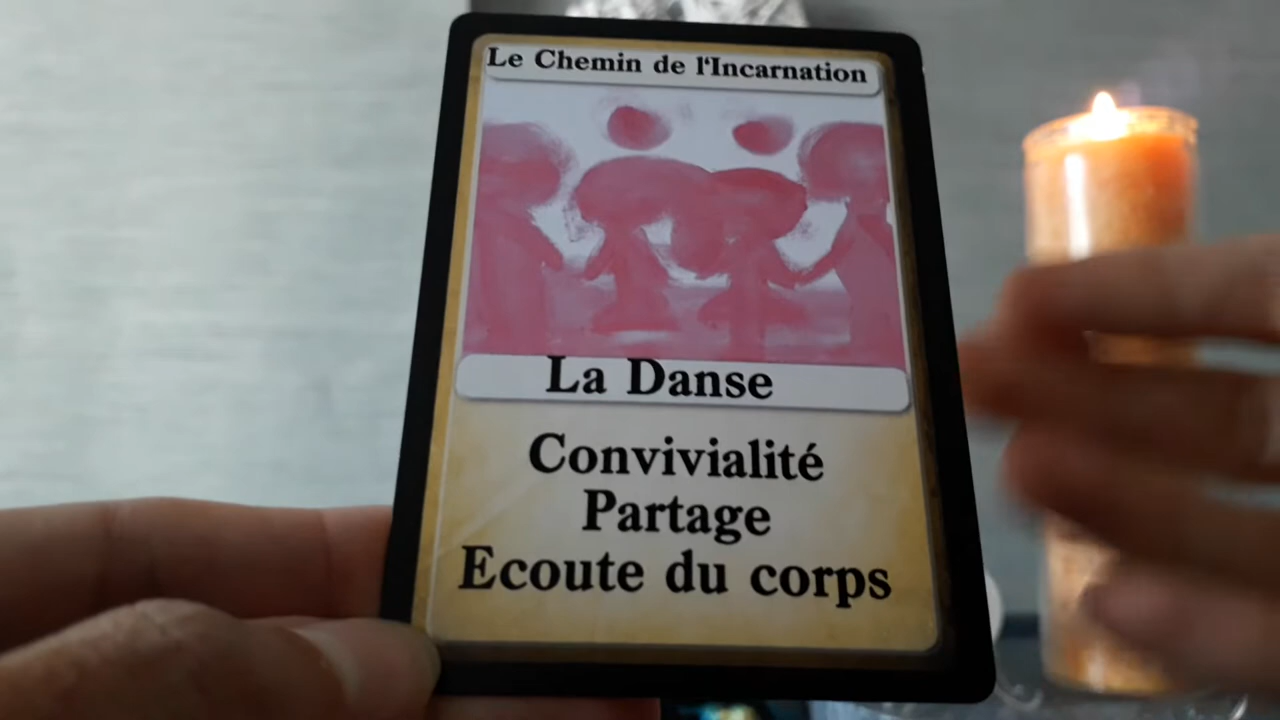 Le Chemin de l'Incarnation
La Danse
Convivialité
Partage
Ecoute du corps